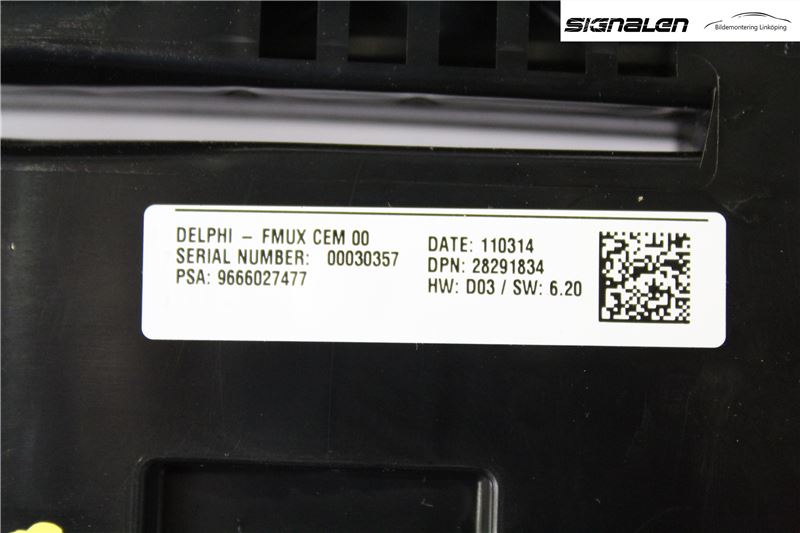 SIGNALEN
Bildemontering Linköping
DELPHI - FMUX CEM 00
SERIAL NUMBER: 00030357
PSA: 9666027477
DATE: 110314
DPN: 28291834
HW: D03 / SW: 6.20